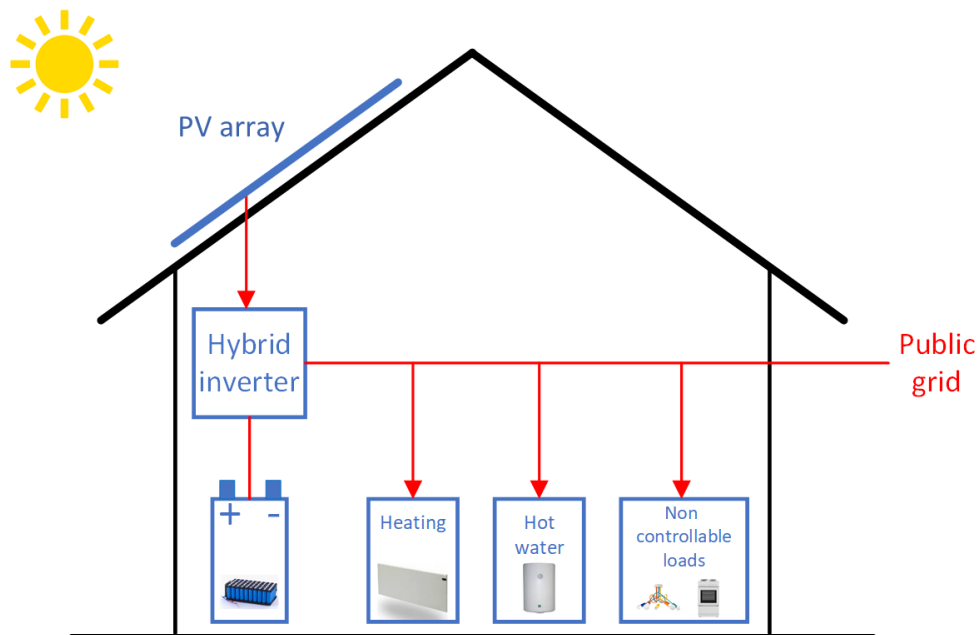 PV array
Hybrid
inverter
Public
grid
+ -
Heating
Hot
water
Non
controllable
loads